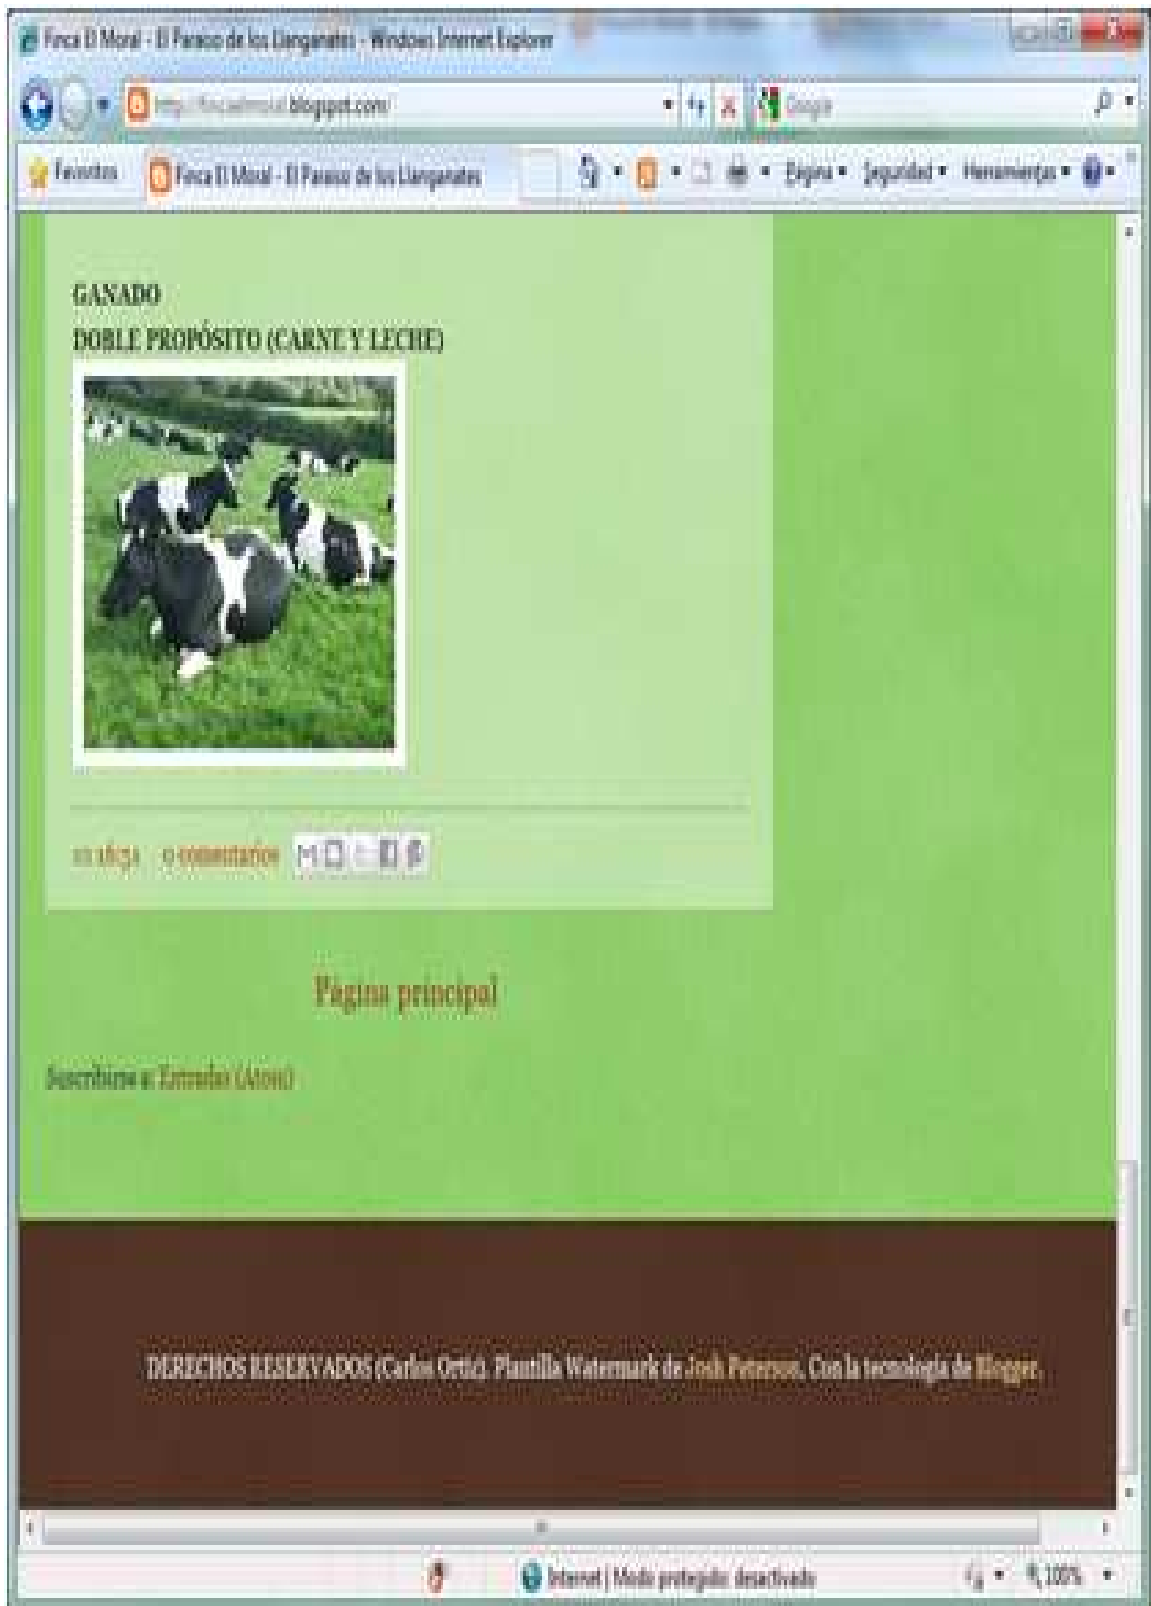 Finca El Moral - El Paraiso de los Llanganates - Windows Internet Explorer
http://fincaelmoral.blogspot.com/
Google
Favoritos
Finca El Moral - El Paraiso de los Llanganates
Página
Seguridad
Herramientas
GANADO
DOBLE PROPÓSITO (CARNE Y LECHE)
0 comentarios
Página principal
Suscribirse a: Entradas (Atom)
DERECHOS RESERVADOS (Carlos Ortiz). Plantilla Watermark de Josh Peterson. Con la tecnología de Blogger.
Internet | Modo protegido: desactivado
100%